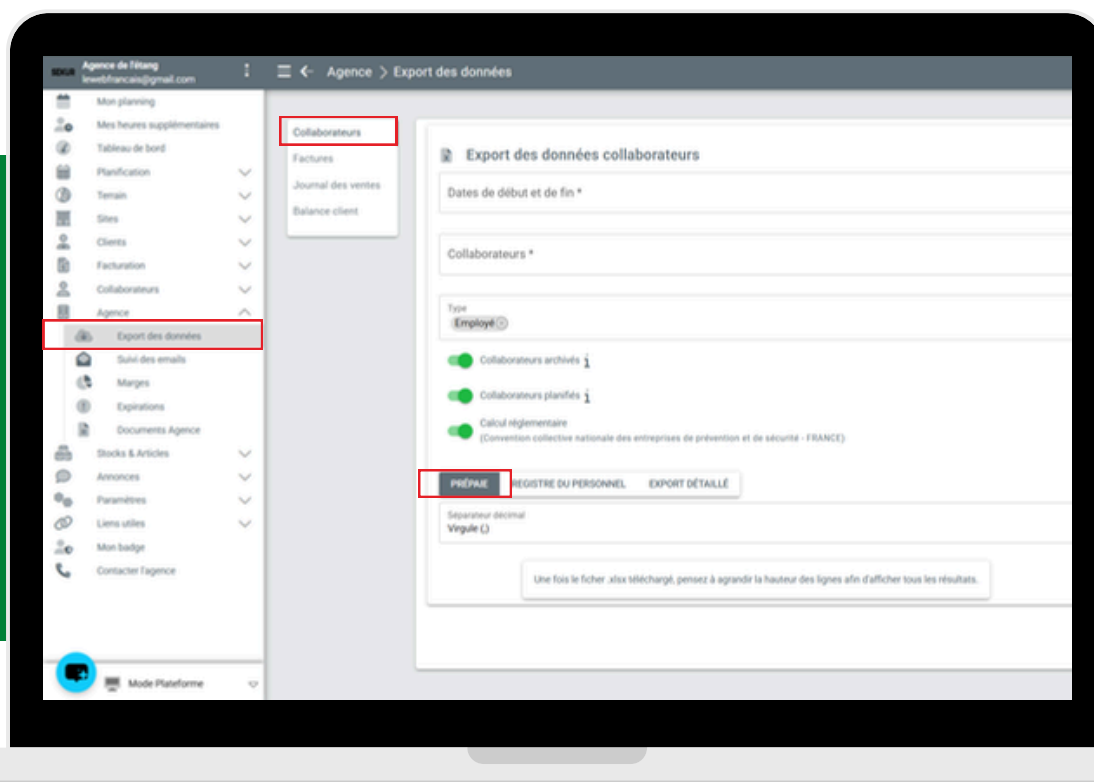 Agence de l'étang
lewebfrancais@gmail.com
Agence > Export des données
Mon planning
Mes heures supplémentaires
Tableau de bord
Planification
Terrain
Sites
Clients
Facturation
Collaborateurs
Agence
Export des données
Suivi des emails
Marges
Expirations
Documents Agence
Stocks & Articles
Annonces
Paramètres
Liens utiles
Mon badge
Contacter l'agence
Mode Plateforme
Collaborateurs
Factures
Journal des ventes
Balance client
Export des données collaborateurs
Dates de début et de fin *
Collaborateurs *
Type
Employé
Collaborateurs archivés
Collaborateurs planifiés
Calcul réglementaire
(Convention collective nationale des entreprises de prévention et de sécurité - FRANCE)
PRÉPAIE REGISTRE DU PERSONNEL EXPORT DÉTAILLÉ
Séparateur décimal
Virgule (,)
Une fois le ficher .xlsx téléchargé, pensez à agrandir la hauteur des lignes afin d'afficher tous les résultats.